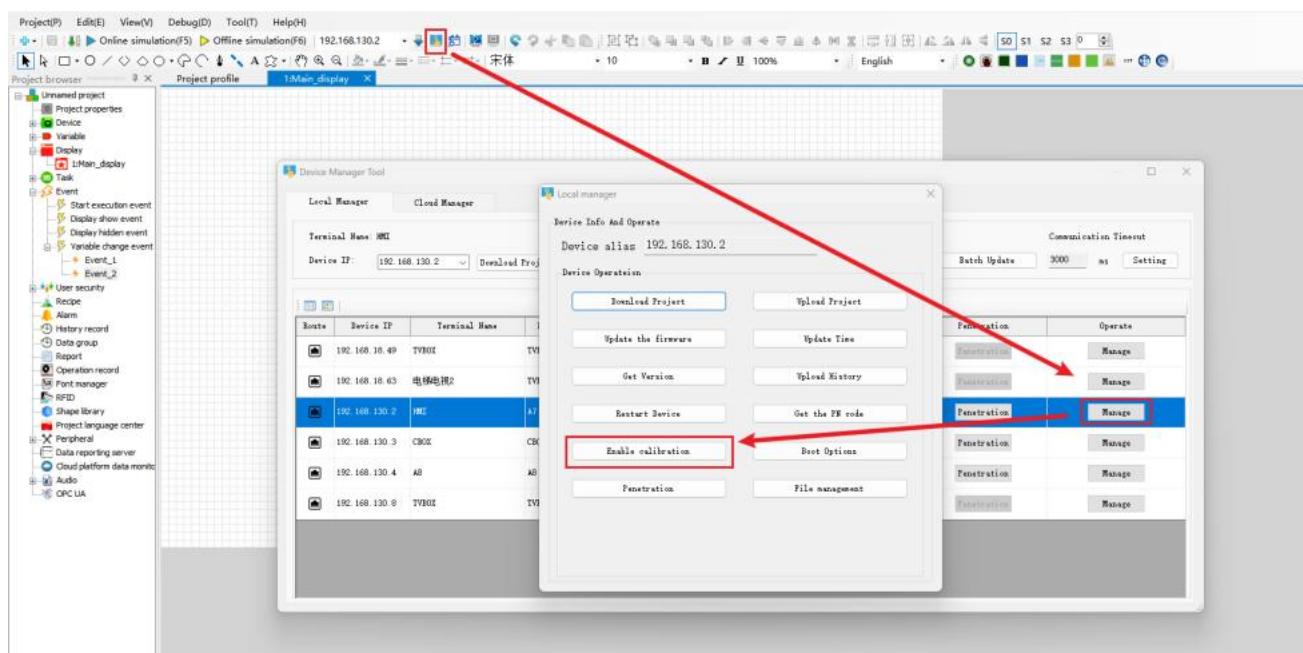 Project(P) Edit(E) View(V) Debug(D) Tool(T) Help(H)
Online simulation(F5) Offline simulation(F6) 192.168.130.2 S0 S1 S2 S3 0
宋体 10 B U 100% English
Project browser
Project profile
1:Main_display
Unnamed project
Project properties
Device
Variable
Display
1:Main_display
Task
Event
Start execution event
Display show event
Display hidden event
Variable change event
Event_1
Event_2
User security
Recipe
Alarm
History record
Data group
Report
Operation record
Font manager
RFID
Shape library
Project language center
Peripheral
Data reporting server
Cloud platform data monito
Audo
OPC UA
Device Manager Tool
Local Manager Cloud Manager
Terminal Name: HMI
Device IP: 192.168.130.2 Download Proj
Batch Update
Communication Timeout
3000 ms Setting
Route Device IP Terminal Name Penetration Operate
192.168.18.49 TVBOX TVI Penetration Manage
192.168.18.63 电梯电视2 TVI Penetration Manage
192.168.130.2 HMI A7 Penetration Manage
192.168.130.3 CBOX CBO Penetration Manage
192.168.130.4 A8 A8 Penetration Manage
192.168.130.8 TVBOX TVI Penetration Manage
Local manager
Device Info And Operate
Device alias 192.168.130.2
Device Operateion
Download Project Upload Project
Update the firmware Update Time
Get Version Upload History
Restart Device Get the PN code
Enable calibration Boot Options
Penetration File management